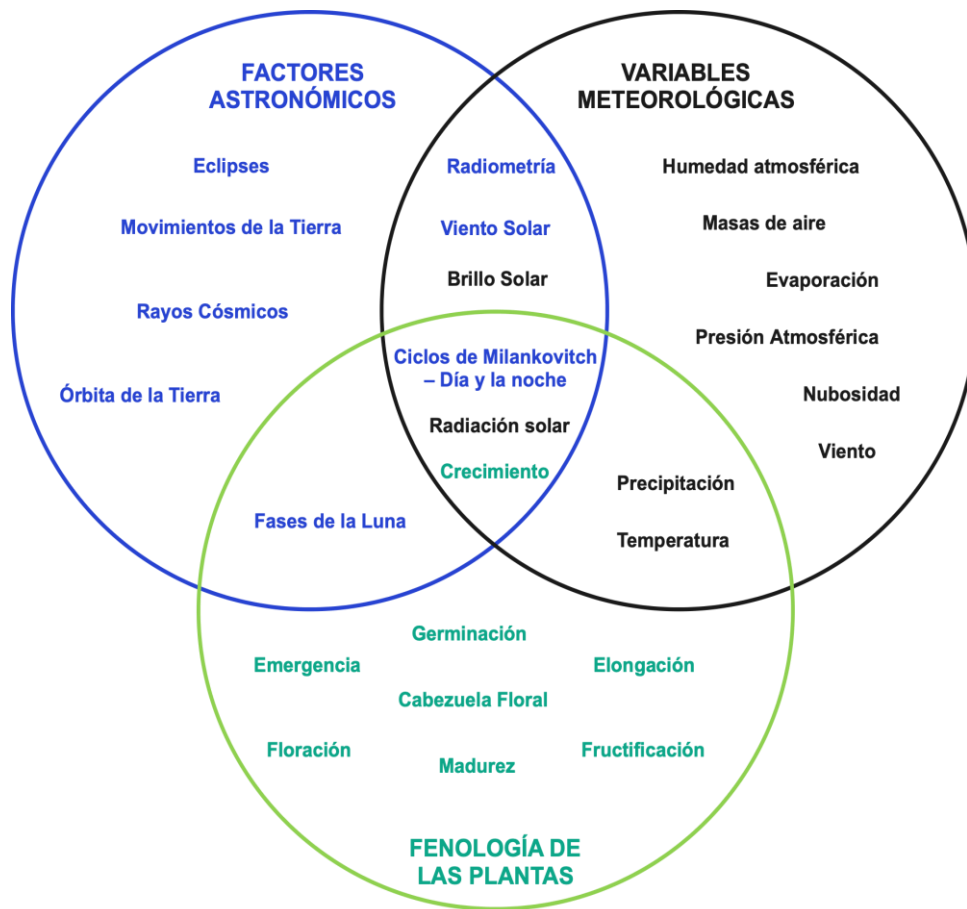 FACTORES
ASTRONÓMICOS
VARIABLES
METEOROLÓGICAS
Eclipses
Radiometría
Humedad atmosférica
Movimientos de la Tierra
Viento Solar
Masas de aire
Brillo Solar
Evaporación
Rayos Cósmicos
Presión Atmosférica
Ciclos de Milankovitch
– Día y la noche
Órbita de la Tierra
Nubosidad
Radiación solar
Viento
Crecimiento
Precipitación
Fases de la Luna
Temperatura
Germinación
Emergencia
Elongación
Cabezuela Floral
Floración
Fructificación
Madurez
FENOLOGÍA DE
LAS PLANTAS